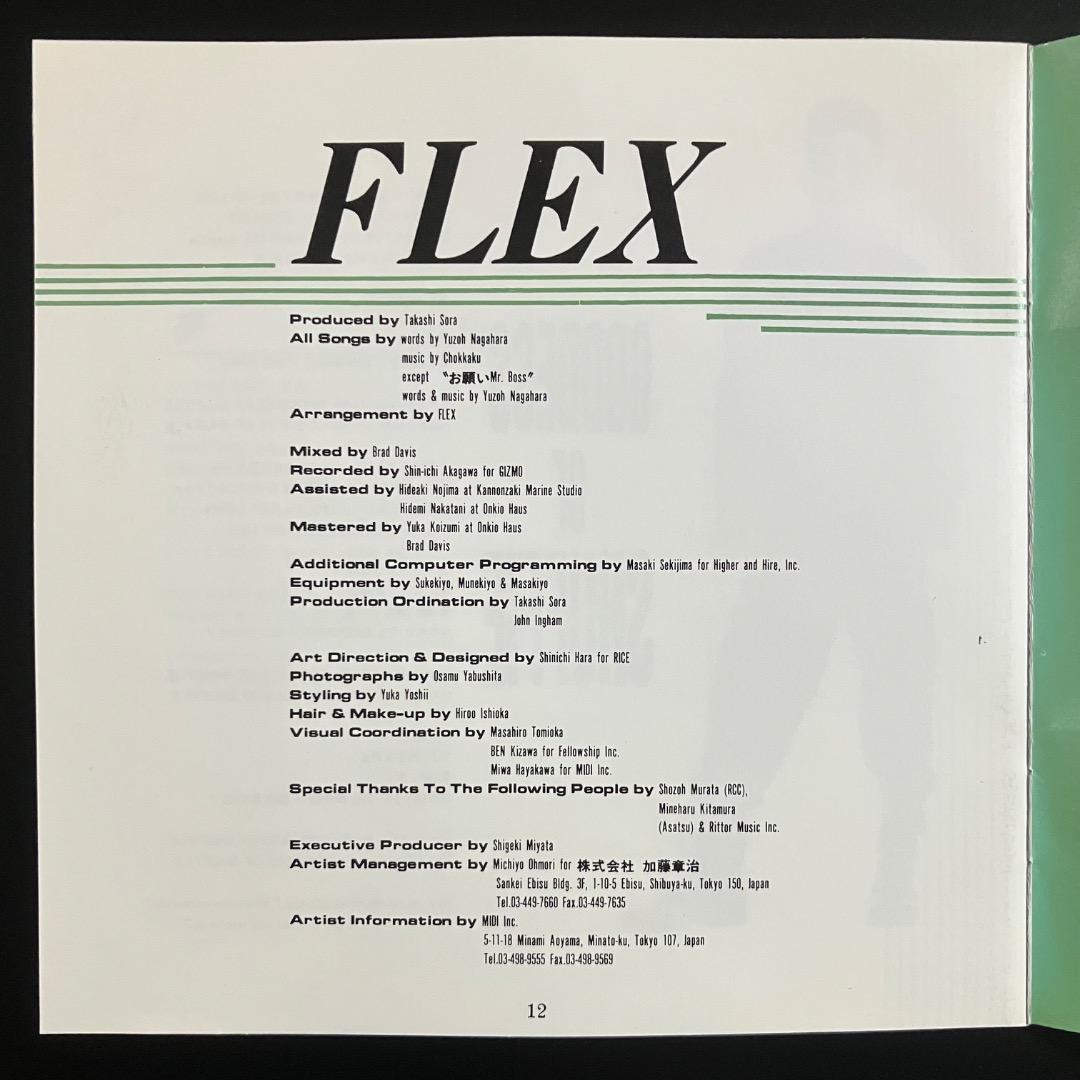 FLEX
Produced by Takashi Sora
All Songs by words by Yuzoh Nagahara
music by Chokkaku
except 〝お願いMr. Boss〞
words & music by Yuzoh Nagahara
Arrangement by FLEX
Mixed by Brad Davis
Recorded by Shin-ichi Akagawa for GIZMO
Assisted by Hideaki Nojima at Kannonzaki Marine Studio
Hidemi Nakatani at Onkio Haus
Mastered by Yuka Koizumi at Onkio Haus
Brad Davis
Additional Computer Programming by Masaki Sekijima for Higher and Hire, Inc.
Equipment by Sukekiyo, Munekiyo & Masakiyo
Production Ordination by Takashi Sora
John Ingham
Art Direction & Designed by Shinichi Hara for RICE
Photographs by Osamu Yabushita
Styling by Yuka Yoshii
Hair & Make-up by Hiroo Ishioka
Visual Coordination by Masahiro Tomioka
BEN Kizawa for Fellowship Inc.
Miwa Hayakawa for MIDI Inc.
Special Thanks To The Following People by Shozoh Murata (RCC),
Mineharu Kitamura
(Asatsu) & Rittor Music Inc.
Executive Producer by Shigeki Miyata
Artist Management by Michiyo Ohmori for 株式会社 加藤章治
Sankei Ebisu Bldg. 3F, 1-10-5 Ebisu, Shibuya-ku, Tokyo 150, Japan
Tel.03-449-7660 Fax.03-449-7635
Artist Information by MIDI Inc.
5-11-18 Minami Aoyama, Minato-ku, Tokyo 107, Japan
Tel.03-498-9555 Fax.03-498-9569
12